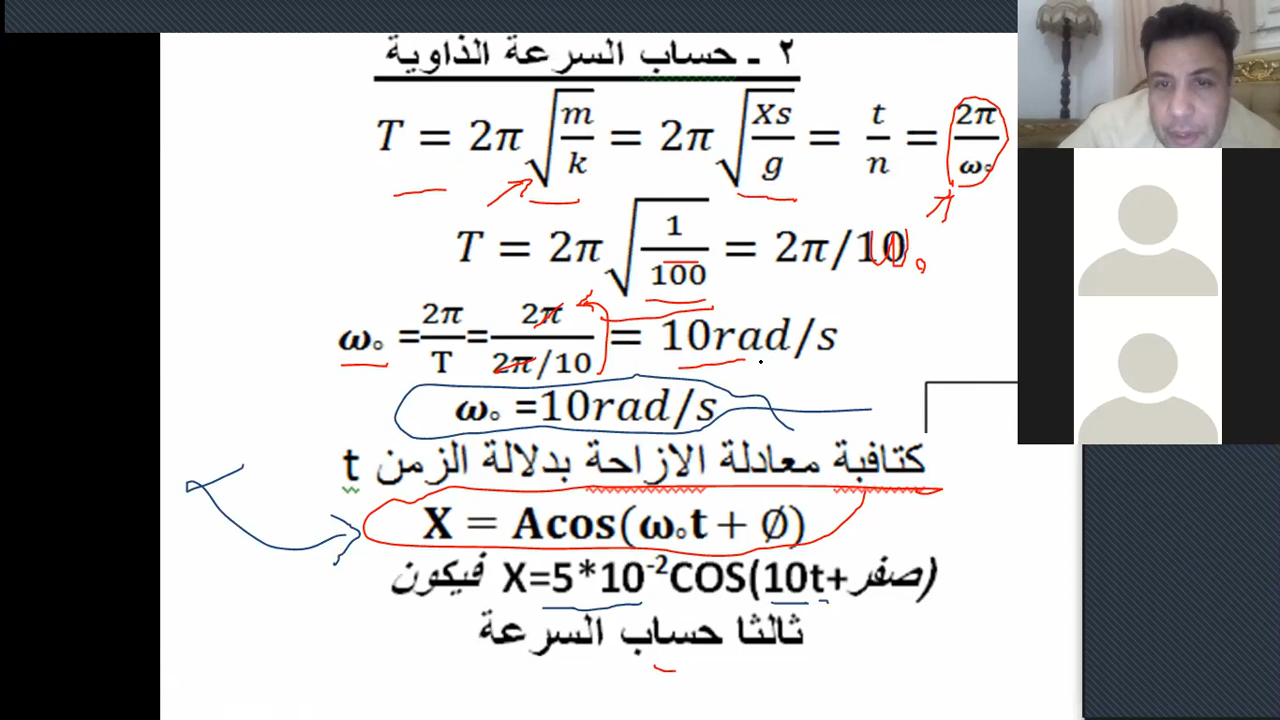 ٢ ـ حساب السرعة الذاوية
T = 2π√(m/k) = 2π√(Xs/g) = t/n = 2π/ω∘
T = 2π√(1/100) = 2π/10
ω∘ =2π/T=2π/(2π/10) = 10rad/s
ω∘ =10rad/s
كتافبة معادلة الازاحة بدلالة الزمن t
X = Acos(ω∘t + ∅)
فيكون X=5*10⁻²COS(10t+صفر)
ثالثا حساب السرعة